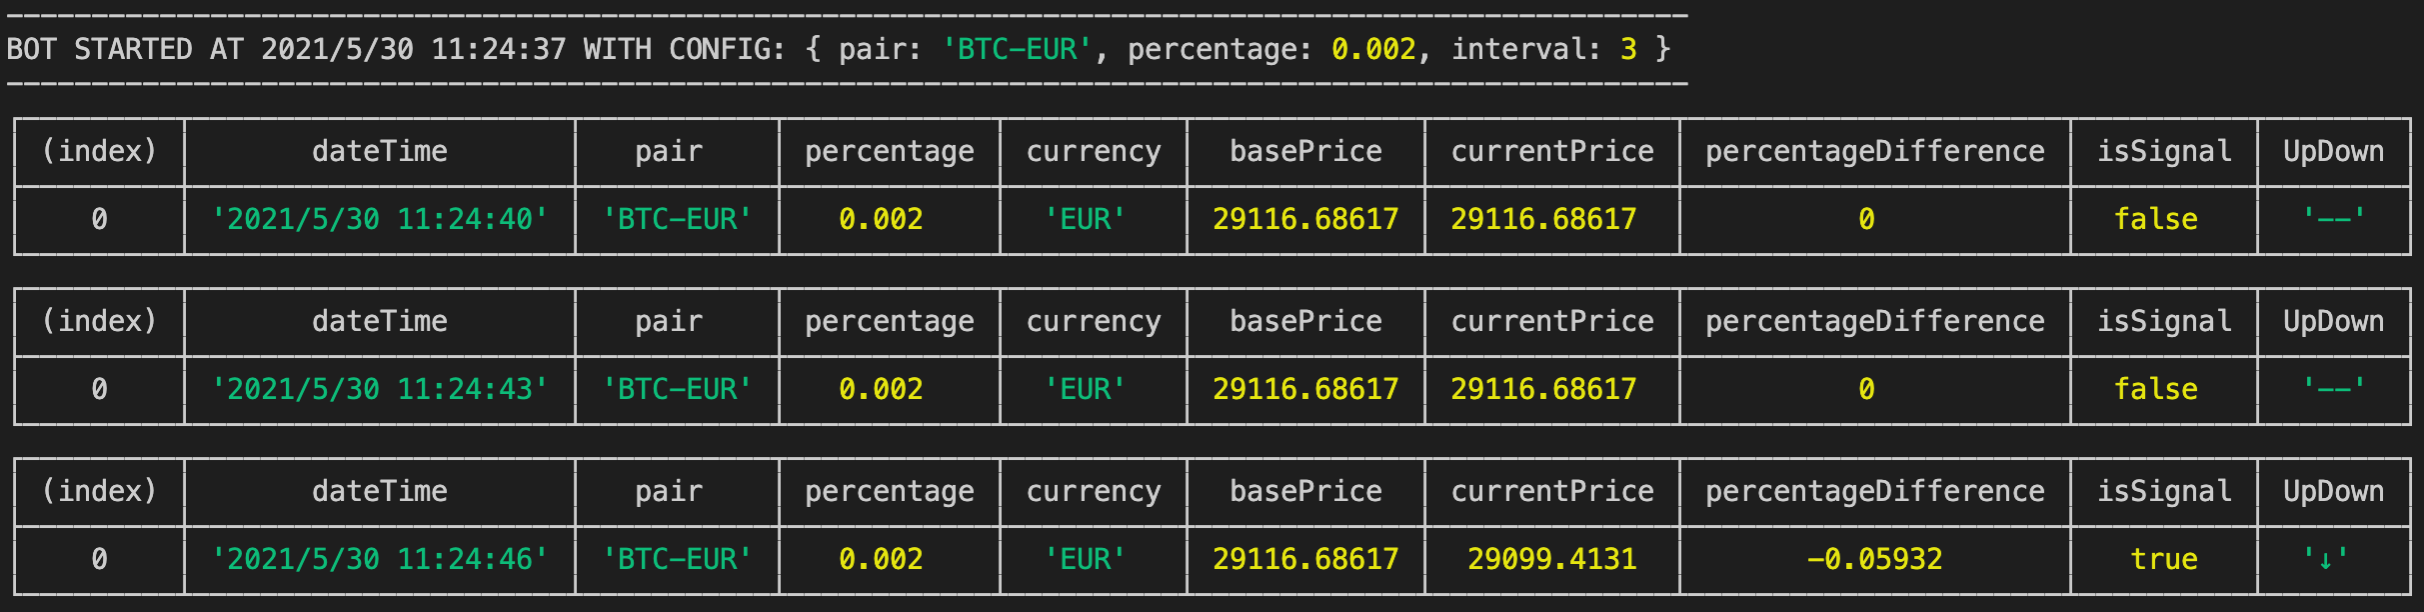 BOT STARTED AT 2021/5/30 11:24:37 WITH CONFIG: { pair: 'BTC-EUR', percentage: 0.002, interval: 3 }
(index) dateTime pair percentage currency basePrice currentPrice percentageDifference isSignal UpDown
0 '2021/5/30 11:24:40' 'BTC-EUR' 0.002 'EUR' 29116.68617 29116.68617 0 false '--'
(index) dateTime pair percentage currency basePrice currentPrice percentageDifference isSignal UpDown
0 '2021/5/30 11:24:43' 'BTC-EUR' 0.002 'EUR' 29116.68617 29116.68617 0 false '--'
(index) dateTime pair percentage currency basePrice currentPrice percentageDifference isSignal UpDown
0 '2021/5/30 11:24:46' 'BTC-EUR' 0.002 'EUR' 29116.68617 29099.4131 -0.05932 true '↓'